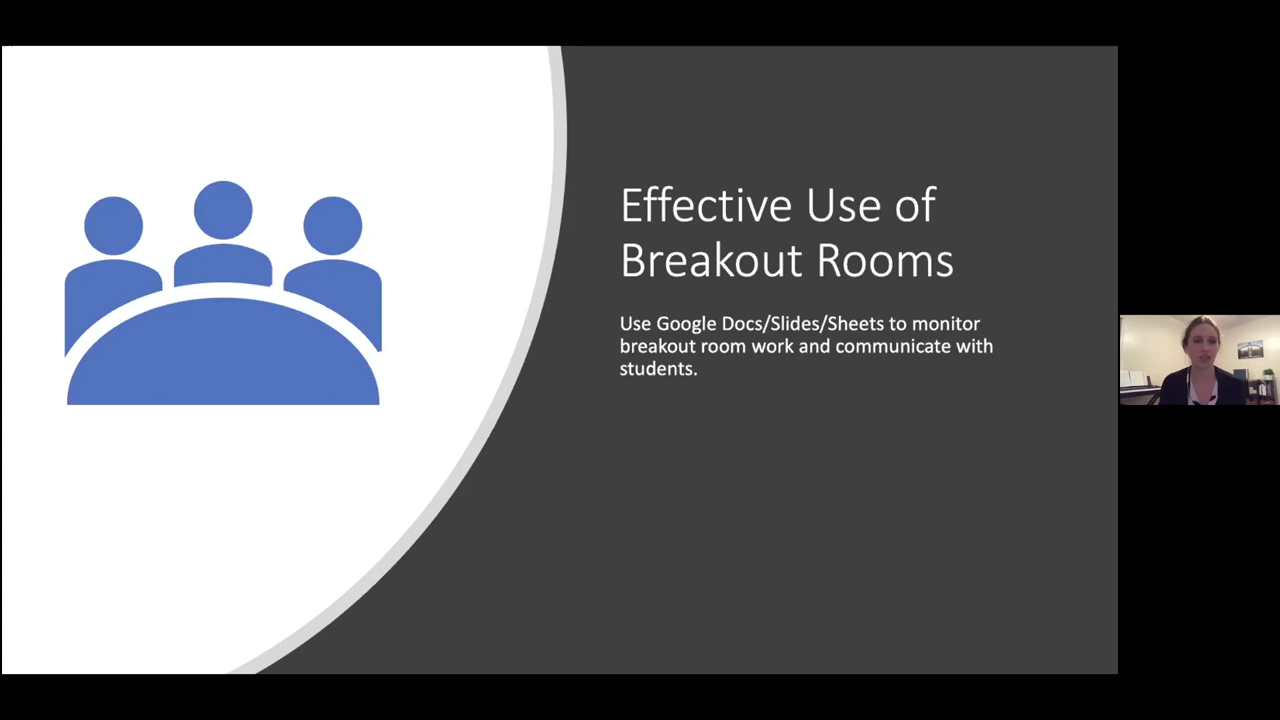 Effective Use of
Breakout Rooms
Use Google Docs/Slides/Sheets to monitor
breakout room work and communicate with
students.